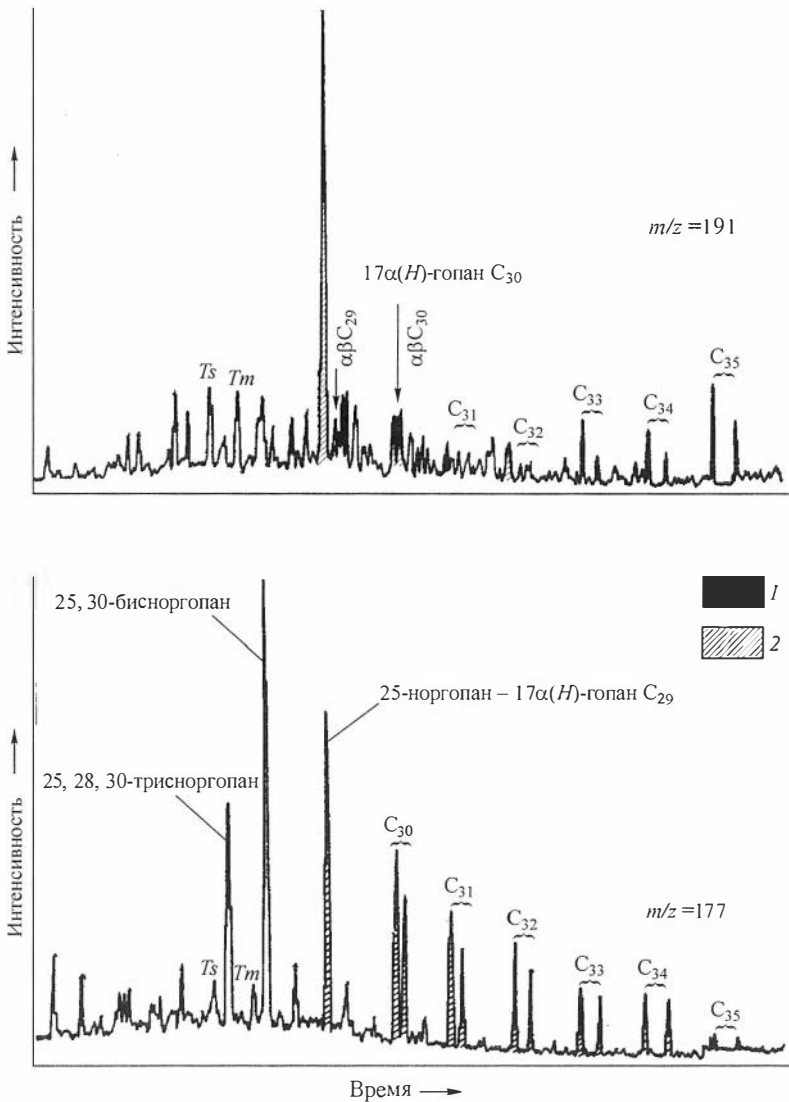 Интенсивность
m/z =191
17α(H)-гопан C₃₀
αβC₂₉
αβC₃₀
Ts
Tm
C₃₁
C₃₂
C₃₃
C₃₄
C₃₅
Интенсивность
25, 30-бисноргопан
1
2
25-норгопан – 17α(H)-гопан C₂₉
25, 28, 30-трисноргопан
C₃₀
C₃₁
m/z =177
C₃₂
Ts
Tm
C₃₃
C₃₄
C₃₅
Время